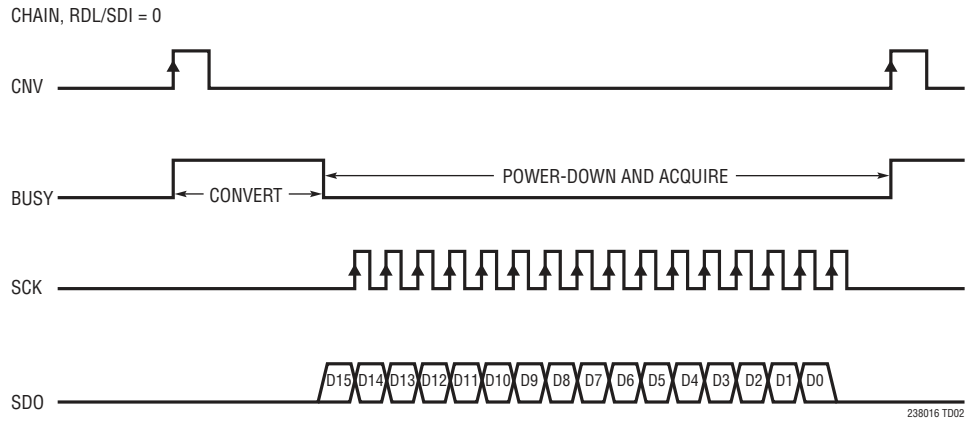 CHAIN, RDL/SDI = 0
CNV
BUSY
CONVERT
POWER-DOWN AND ACQUIRE
SCK
SDO
D15 D14 D13 D12 D11 D10 D9 D8 D7 D6 D5 D4 D3 D2 D1 D0
238016 TD02